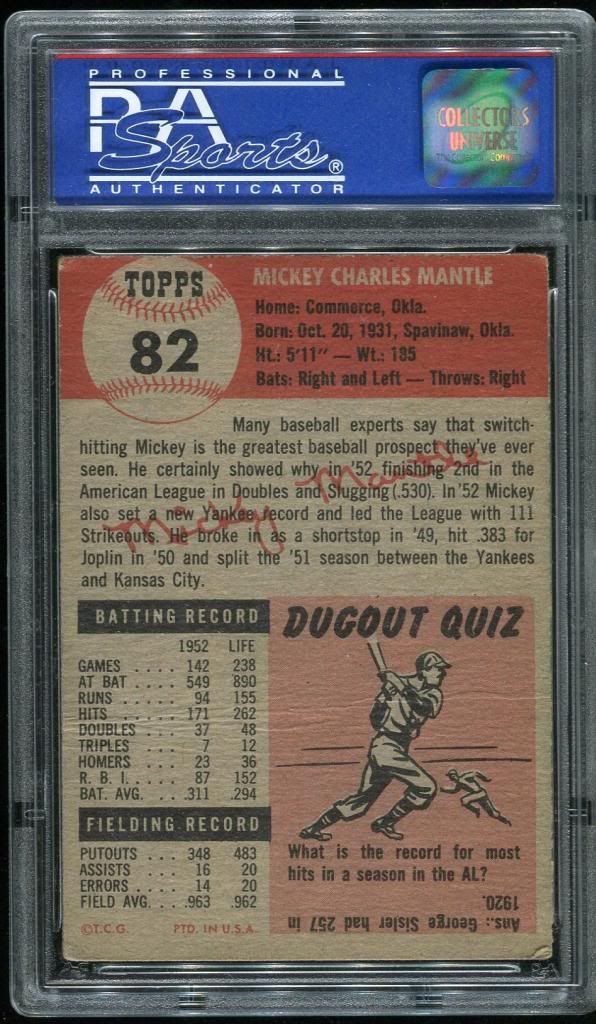 PROFESSIONAL
PSA
Sports®
AUTHENTICATOR
COLLECTORS
UNIVERSE
TOPPS
82
MICKEY CHARLES MANTLE
Home: Commerce, Okla.
Born: Oct. 20, 1931, Spavinaw, Okla.
Ht.: 5'11" — Wt.: 185
Bats: Right and Left — Throws: Right
Many baseball experts say that switch-
hitting Mickey is the greatest baseball prospect they've ever
seen. He certainly showed why in '52 finishing 2nd in the
American League in Doubles and Slugging (.530). In '52 Mickey
also set a new Yankee record and led the League with 111
Strikeouts. He broke in as a shortstop in '49, hit .383 for
Joplin in '50 and split the '51 season between the Yankees
and Kansas City.
Mickey Mantle
BATTING RECORD
1952 LIFE
GAMES .... 142 238
AT BAT .... 549 890
RUNS .... 94 155
HITS .... 171 262
DOUBLES ... 37 48
TRIPLES ... 7 12
HOMERS ... 23 36
R. B. I. .... 87 152
BAT. AVG. ... .311 .294
FIELDING RECORD
PUTOUTS ... 348 483
ASSISTS ... 16 20
ERRORS ... 14 20
FIELD AVG. .. .963 .962
©T.C.G. PTD. IN U.S.A.
DUGOUT QUIZ
What is the record for most
hits in a season in the AL?
Ans.: George Sisler had 257 in
1920.